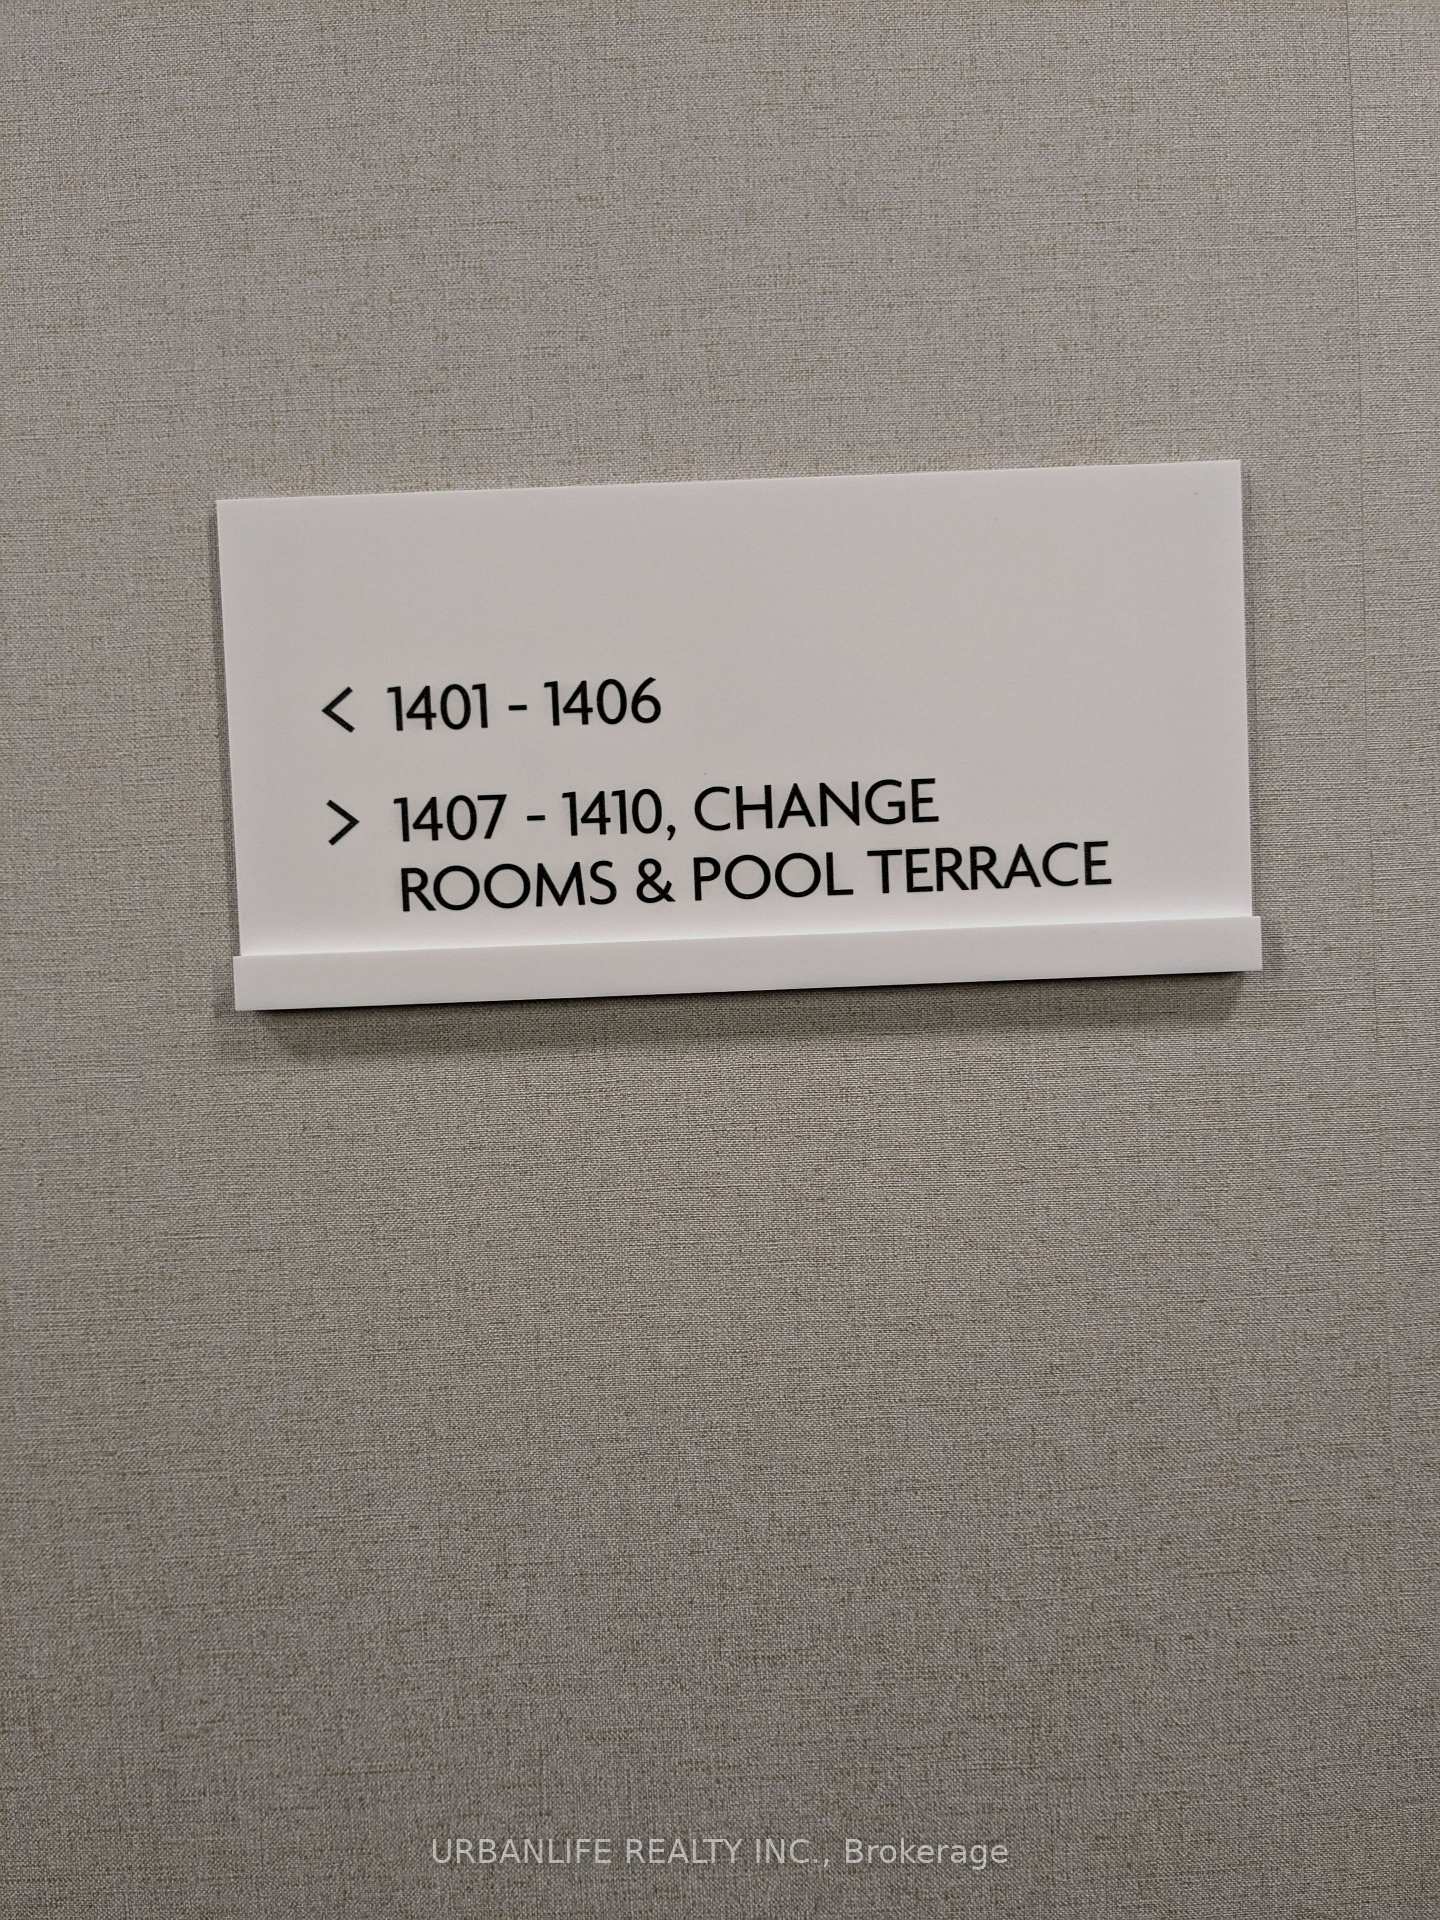 < 1401 - 1406
> 1407 - 1410, CHANGE
ROOMS & POOL TERRACE
URBANLIFE REALTY INC., Brokerage